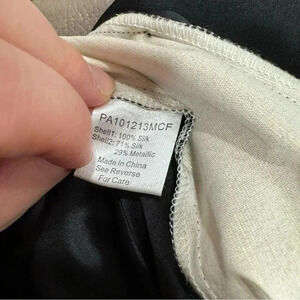 PA101213MCF
Shell1: 100% Silk
Shell2: 71% Silk
29% Metallic
Made in China
See Reverse
For Care